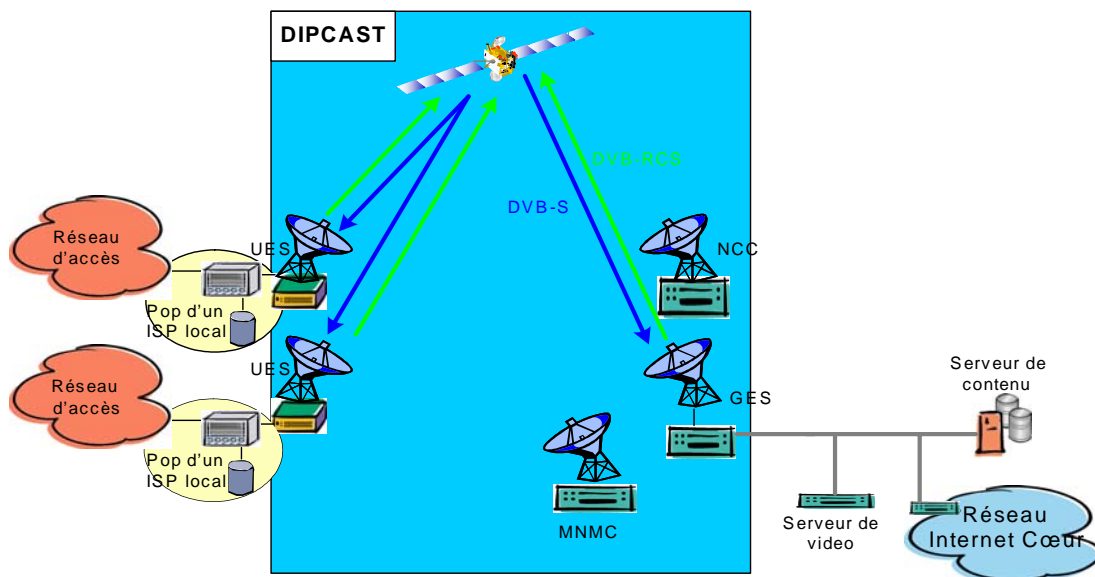 DIPCAST
DVB-RCS
DVB-S
Réseau
d'accès
UES
NCC
Pop d'un
ISP local
Réseau
d'accès
UES
GES
Serveur de
contenu
Pop d'un
ISP local
MNMC
Serveur de
video
Réseau
Internet Cœur